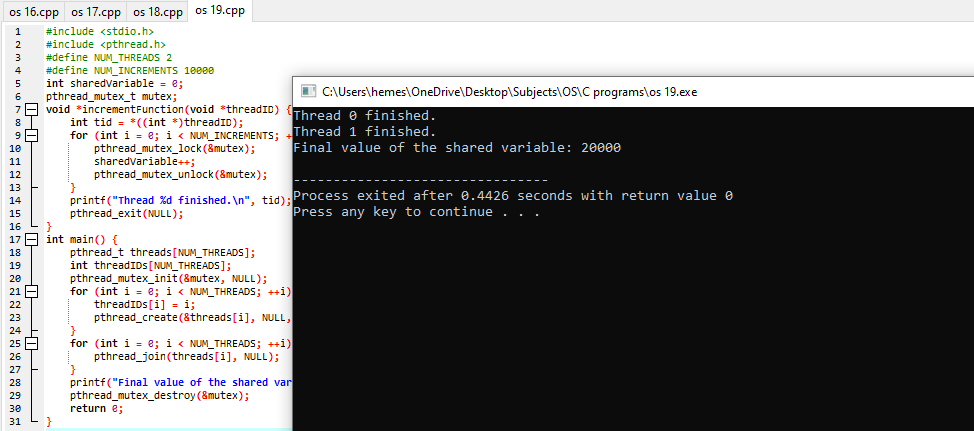 os 16.cpp os 17.cpp os 18.cpp os 19.cpp
1 #include <stdio.h>
2 #include <pthread.h>
3 #define NUM_THREADS 2
4 #define NUM_INCREMENTS 10000
5 int sharedVariable = 0;
6 pthread_mutex_t mutex;
7 void *incrementFunction(void *threadID) {
8 int tid = *((int *)threadID);
9 for (int i = 0; i < NUM_INCREMENTS; +
10 pthread_mutex_lock(&mutex);
11 sharedVariable++;
12 pthread_mutex_unlock(&mutex);
13 }
14 printf("Thread %d finished.\n", tid);
15 pthread_exit(NULL);
16 }
17 int main() {
18 pthread_t threads[NUM_THREADS];
19 int threadIDs[NUM_THREADS];
20 pthread_mutex_init(&mutex, NULL);
21 for (int i = 0; i < NUM_THREADS; ++i)
22 threadIDs[i] = i;
23 pthread_create(&threads[i], NULL,
24 }
25 for (int i = 0; i < NUM_THREADS; ++i)
26 pthread_join(threads[i], NULL);
27 }
28 printf("Final value of the shared var
29 pthread_mutex_destroy(&mutex);
30 return 0;
31 }
C:\Users\hemes\OneDrive\Desktop\Subjects\OS\C programs\os 19.exe
Thread 0 finished.
Thread 1 finished.
Final value of the shared variable: 20000
--------------------------------
Process exited after 0.4426 seconds with return value 0
Press any key to continue . . .